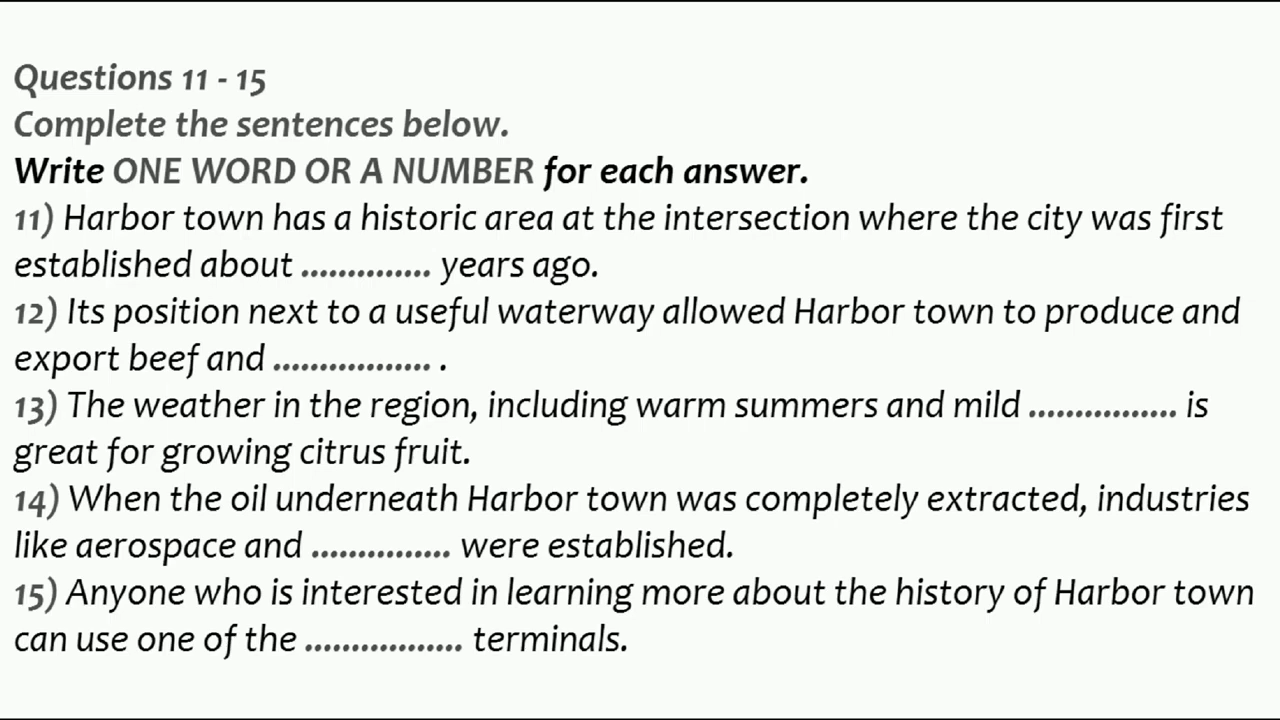 Questions 11 - 15
Complete the sentences below.
Write ONE WORD OR A NUMBER for each answer.
11) Harbor town has a historic area at the intersection where the city was first
established about .............. years ago.
12) Its position next to a useful waterway allowed Harbor town to produce and
export beef and ................. .
13) The weather in the region, including warm summers and mild ................ is
great for growing citrus fruit.
14) When the oil underneath Harbor town was completely extracted, industries
like aerospace and ............... were established.
15) Anyone who is interested in learning more about the history of Harbor town
can use one of the ................. terminals.